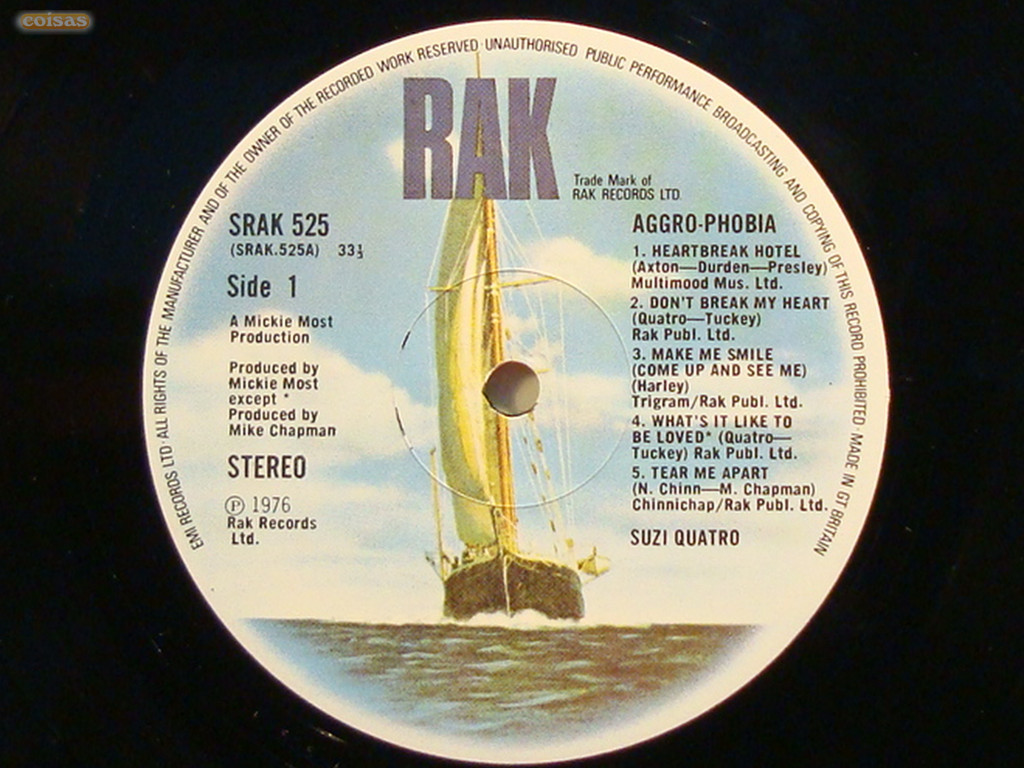 coisas
EMI RECORDS LTD· ALL RIGHTS OF THE MANUFACTURER AND OF THE OWNER OF THE RECORDED WORK RESERVED·UNAUTHORISED PUBLIC PERFORMANCE BROADCASTING AND COPYING OF THIS RECORD PROHIBITED·MADE IN GT BRITAIN
RAK
Trade Mark of
RAK RECORDS LTD.
SRAK 525
(SRAK.525A) 33⅓
Side 1
A Mickie Most
Production
Produced by
Mickie Most
except *
Produced by
Mike Chapman
STEREO
Ⓟ 1976
Rak Records
Ltd.
AGGRO-PHOBIA
1. HEARTBREAK HOTEL
(Axton—Durden—Presley)
Multimood Mus. Ltd.
2. DON'T BREAK MY HEART
(Quatro—Tuckey)
Rak Publ. Ltd.
3. MAKE ME SMILE
(COME UP AND SEE ME)
(Harley)
Trigram/Rak Publ. Ltd.
4. WHAT'S IT LIKE TO
BE LOVED* (Quatro—
Tuckey) Rak Publ. Ltd.
5. TEAR ME APART
(N. Chinn—M. Chapman)
Chinnichap/Rak Publ. Ltd.
SUZI QUATRO